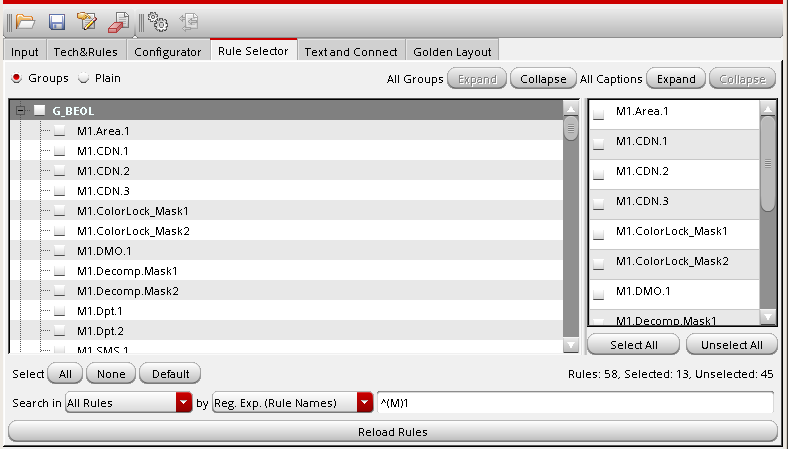 Input Tech&Rules Configurator Rule Selector Text and Connect Golden Layout
Groups Plain All Groups Expand Collapse All Captions Expand Collapse
G_BEOL
M1.Area.1
M1.CDN.1
M1.CDN.2
M1.CDN.3
M1.ColorLock_Mask1
M1.ColorLock_Mask2
M1.DMO.1
M1.Decomp.Mask1
M1.Decomp.Mask2
M1.Dpt.1
M1.Dpt.2
M1.SMS.1
M1.Area.1
M1.CDN.1
M1.CDN.2
M1.CDN.3
M1.ColorLock_Mask1
M1.ColorLock_Mask2
M1.DMO.1
M1.Decomp.Mask1
Select All Unselect All
Select All None Default Rules: 58, Selected: 13, Unselected: 45
Search in All Rules by Reg. Exp. (Rule Names) ^(M)1
Reload Rules